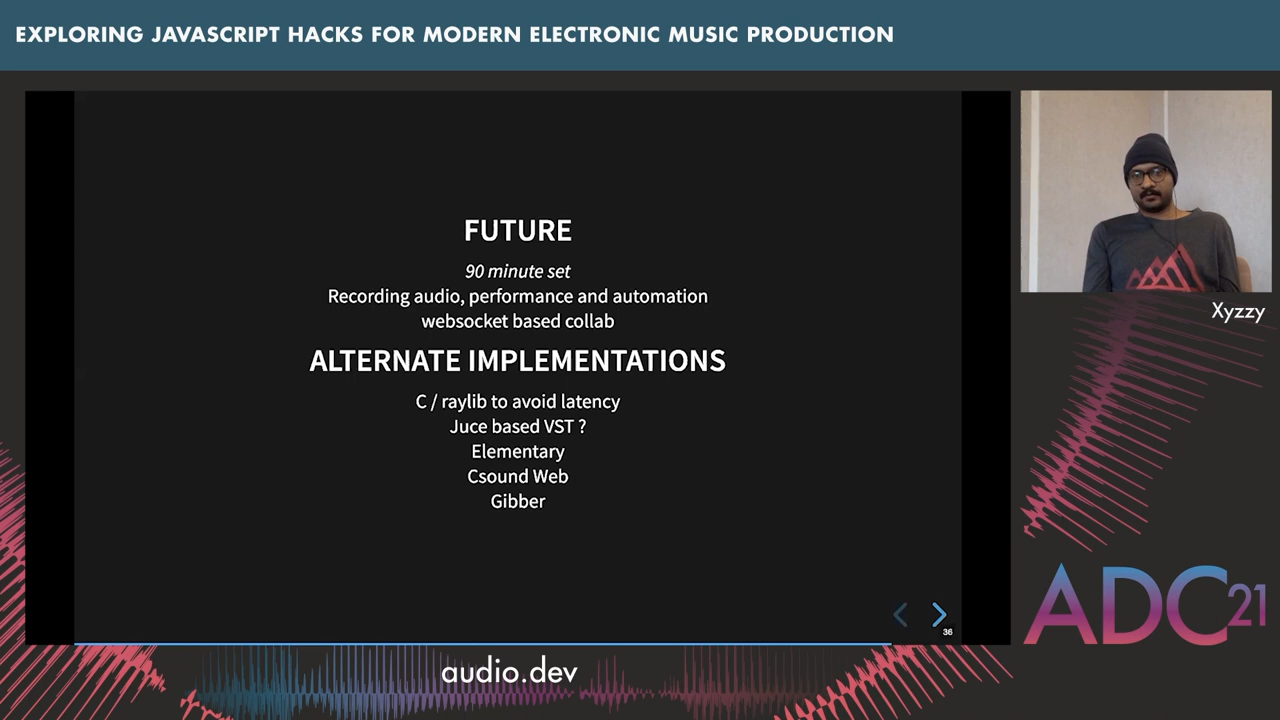 EXPLORING JAVASCRIPT HACKS FOR MODERN ELECTRONIC MUSIC PRODUCTION
FUTURE
90 minute set
Recording audio, performance and automation
websocket based collab
ALTERNATE IMPLEMENTATIONS
C / raylib to avoid latency
Juce based VST ?
Elementary
Csound Web
Gibber
36
Xyzzy
ADC21
audio.dev